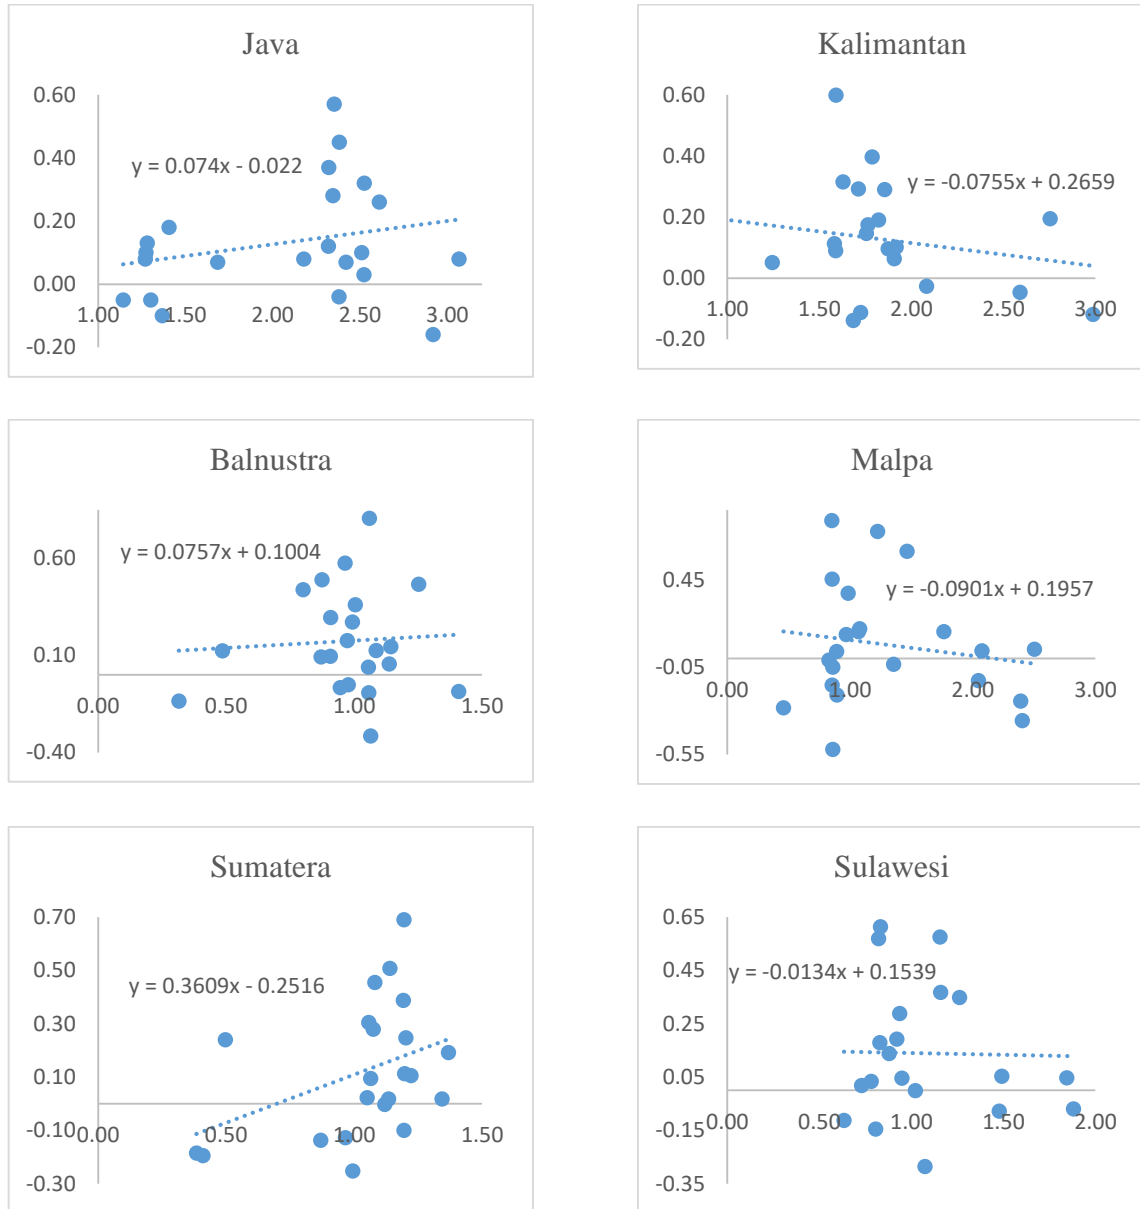 Java
0.60
0.40
y = 0.074x - 0.022
0.20
0.00
1.00 1.50 2.00 2.50 3.00
-0.20
Kalimantan
0.60
0.40
y = -0.0755x + 0.2659
0.20
0.00
1.00 1.50 2.00 2.50 3.00
-0.20
Balnustra
0.60
y = 0.0757x + 0.1004
0.10
0.00 0.50 1.00 1.50
-0.40
Malpa
0.45
y = -0.0901x + 0.1957
-0.05
0.00 1.00 2.00 3.00
-0.55
Sumatera
0.70
0.50
y = 0.3609x - 0.2516
0.30
0.10
-0.10
0.00 0.50 1.00 1.50
-0.30
Sulawesi
0.65
0.45
y = -0.0134x + 0.1539
0.25
0.05
0.00 0.50 1.00 1.50 2.00
-0.15
-0.35